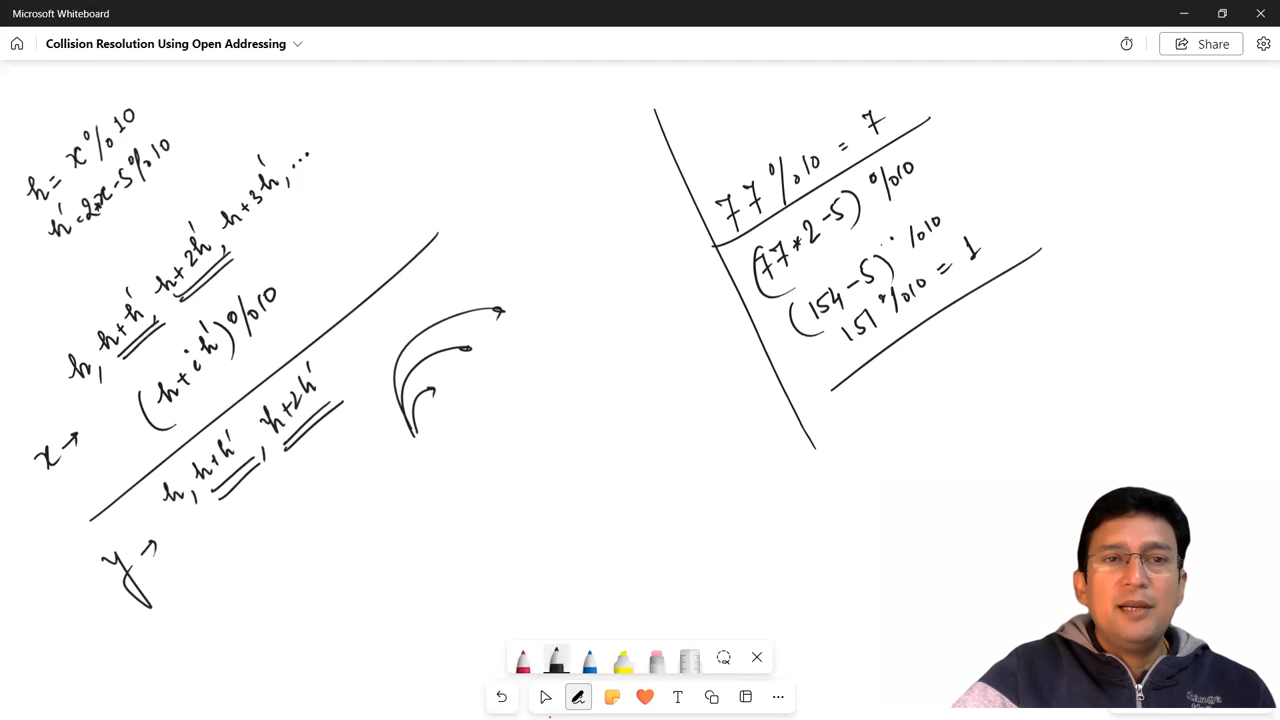 Microsoft Whiteboard
Collision Resolution Using Open Addressing
Share
h = x % 10
h' = 2*x - 5 % 10
h, h+h', h+2h', h+3h', ...
(h + i h') % 10
x →
h, h+h', h+2h'
y →
77 % 10 = 7
(77 * 2 - 5) % 10
(154 - 5) % 10
151 % 10 = 1